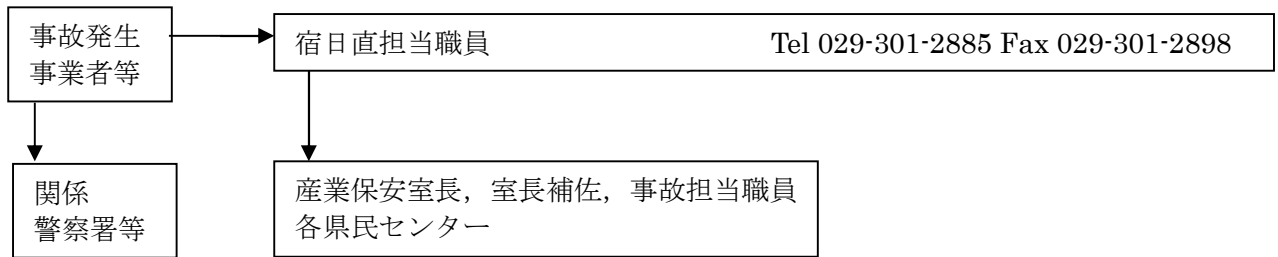 事故発生
事業者等
宿日直担当職員 Tel 029-301-2885 Fax 029-301-2898
関係
警察署等
産業保安室長，室長補佐，事故担当職員
各県民センター